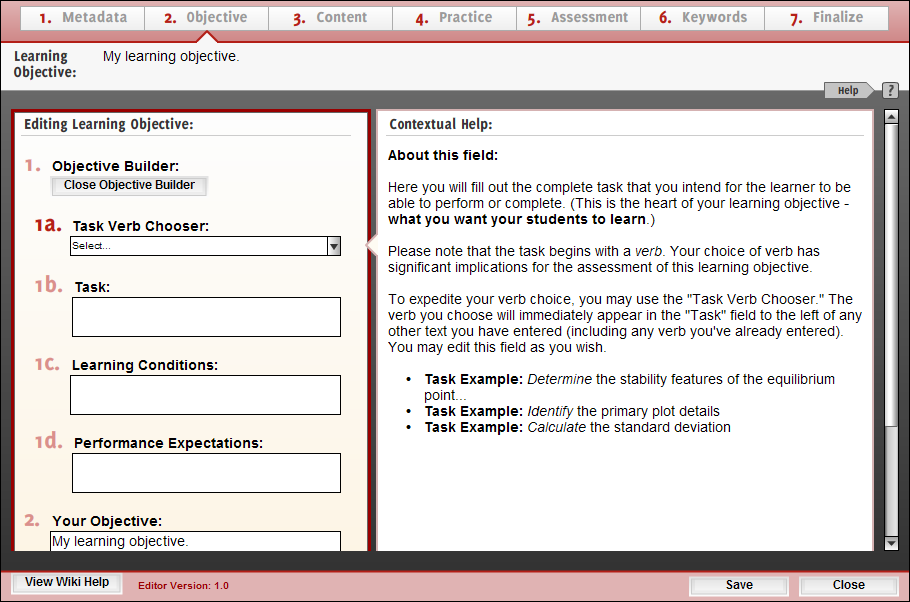 1. Metadata 2. Objective 3. Content 4. Practice 5. Assessment 6. Keywords 7. Finalize
Learning Objective: My learning objective.
Help ?
Editing Learning Objective:
1. Objective Builder:
Close Objective Builder
1a. Task Verb Chooser:
Select...
1b. Task:
1c. Learning Conditions:
1d. Performance Expectations:
2. Your Objective:
My learning objective.
Contextual Help:
About this field:
Here you will fill out the complete task that you intend for the learner to be
able to perform or complete. (This is the heart of your learning objective -
what you want your students to learn.)
Please note that the task begins with a verb. Your choice of verb has
significant implications for the assessment of this learning objective.
To expedite your verb choice, you may use the "Task Verb Chooser." The
verb you choose will immediately appear in the "Task" field to the left of any
other text you have entered (including any verb you've already entered).
You may edit this field as you wish.
• Task Example: Determine the stability features of the equilibrium
point...
• Task Example: Identify the primary plot details
• Task Example: Calculate the standard deviation
View Wiki Help Editor Version: 1.0 Save Close